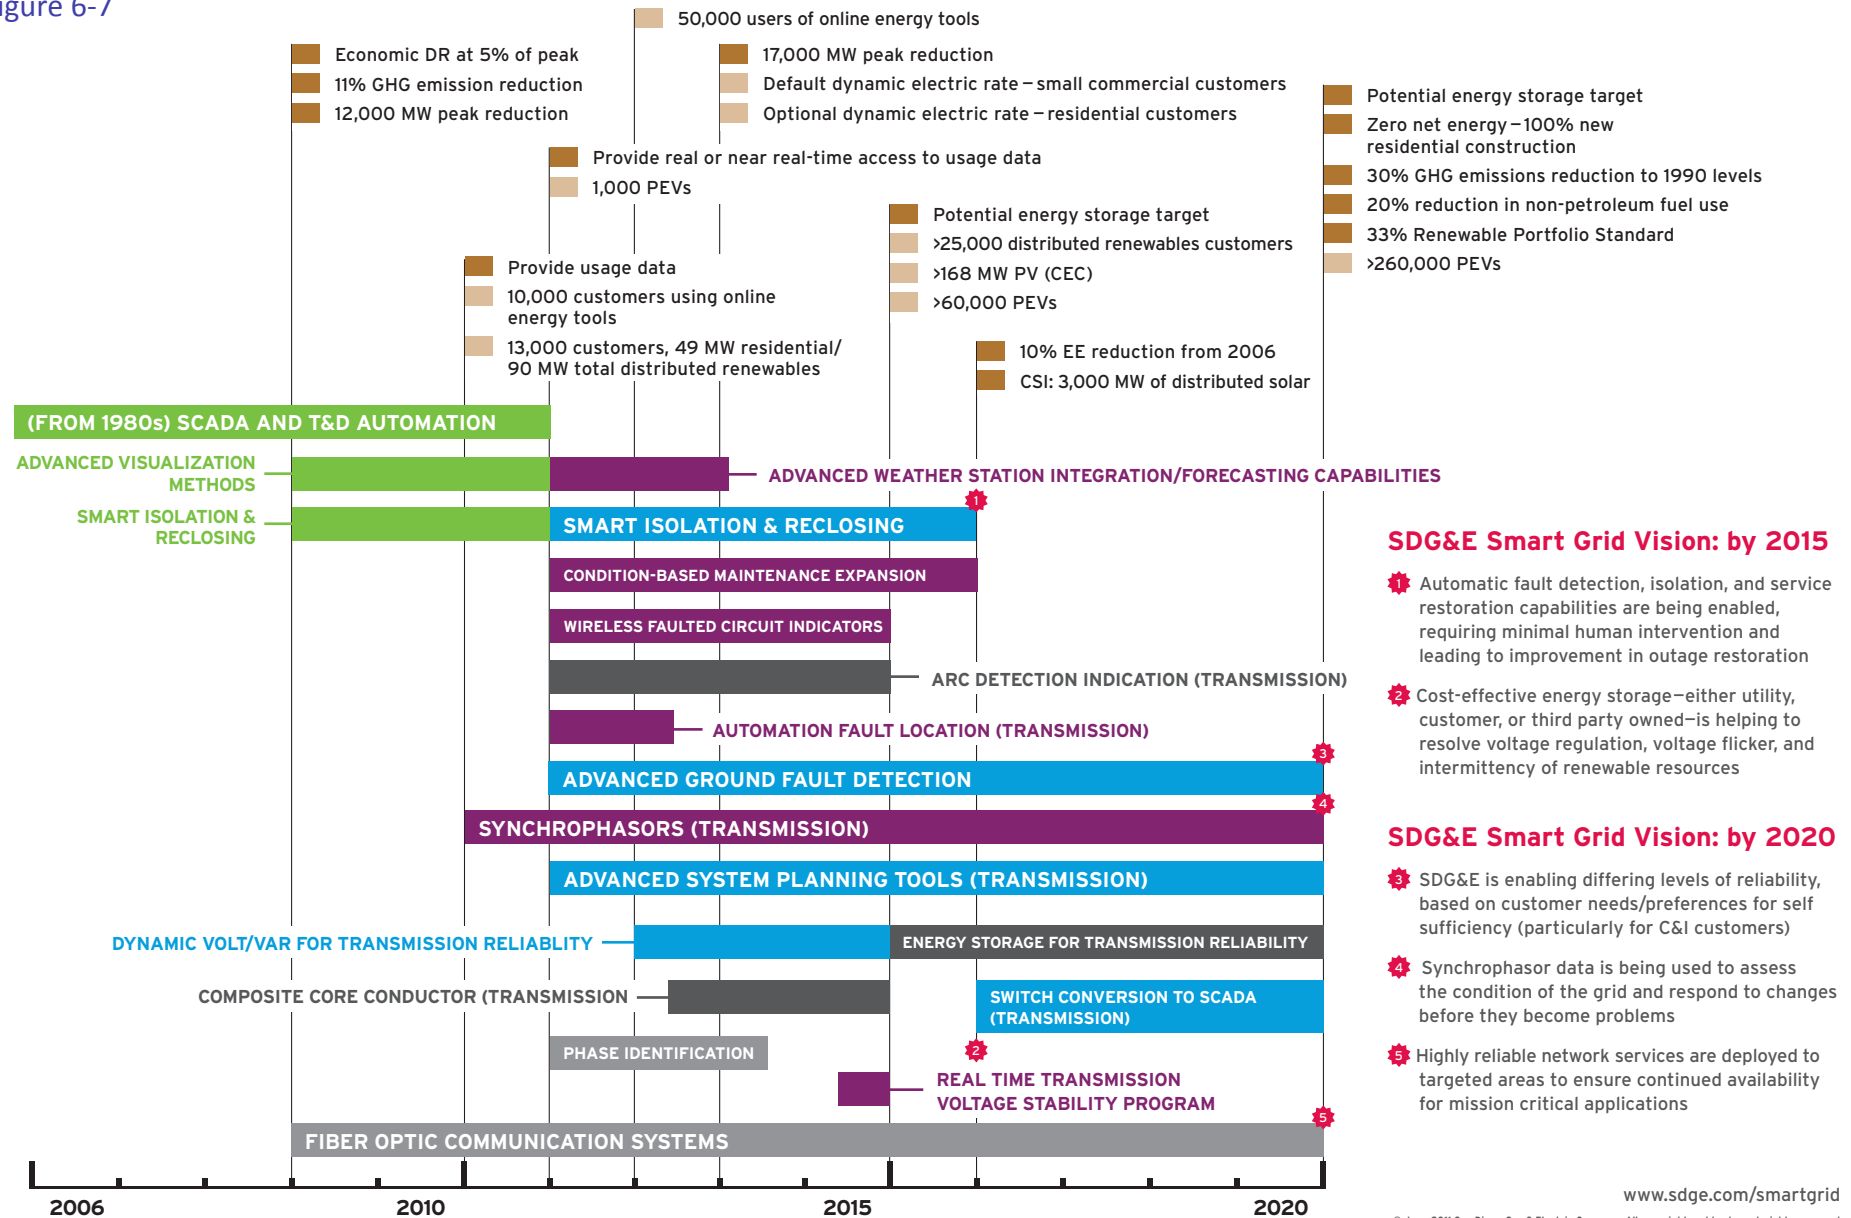 igure 6-7
50,000 users of online energy tools
Economic DR at 5% of peak
11% GHG emission reduction
12,000 MW peak reduction
17,000 MW peak reduction
Default dynamic electric rate – small commercial customers
Optional dynamic electric rate – residential customers
Potential energy storage target
Zero net energy – 100% new
residential construction
30% GHG emissions reduction to 1990 levels
20% reduction in non-petroleum fuel use
33% Renewable Portfolio Standard
>260,000 PEVs
Provide real or near real-time access to usage data
1,000 PEVs
Potential energy storage target
>25,000 distributed renewables customers
>168 MW PV (CEC)
>60,000 PEVs
Provide usage data
10,000 customers using online
energy tools
13,000 customers, 49 MW residential/
90 MW total distributed renewables
10% EE reduction from 2006
CSI: 3,000 MW of distributed solar
(FROM 1980s) SCADA AND T&D AUTOMATION
ADVANCED VISUALIZATION
METHODS
ADVANCED WEATHER STATION INTEGRATION/FORECASTING CAPABILITIES
1
SMART ISOLATION &
RECLOSING
SMART ISOLATION & RECLOSING
CONDITION-BASED MAINTENANCE EXPANSION
WIRELESS FAULTED CIRCUIT INDICATORS
ARC DETECTION INDICATION (TRANSMISSION)
AUTOMATION FAULT LOCATION (TRANSMISSION)
3
ADVANCED GROUND FAULT DETECTION
4
SYNCHROPHASORS (TRANSMISSION)
ADVANCED SYSTEM PLANNING TOOLS (TRANSMISSION)
DYNAMIC VOLT/VAR FOR TRANSMISSION RELIABLITY
ENERGY STORAGE FOR TRANSMISSION RELIABILITY
COMPOSITE CORE CONDUCTOR (TRANSMISSION
SWITCH CONVERSION TO SCADA
(TRANSMISSION)
PHASE IDENTIFICATION
2
REAL TIME TRANSMISSION
VOLTAGE STABILITY PROGRAM
5
FIBER OPTIC COMMUNICATION SYSTEMS
2006 2010 2015 2020
SDG&E Smart Grid Vision: by 2015
1 Automatic fault detection, isolation, and service
restoration capabilities are being enabled,
requiring minimal human intervention and
leading to improvement in outage restoration
2 Cost-effective energy storage—either utility,
customer, or third party owned—is helping to
resolve voltage regulation, voltage flicker, and
intermittency of renewable resources
SDG&E Smart Grid Vision: by 2020
3 SDG&E is enabling differing levels of reliability,
based on customer needs/preferences for self
sufficiency (particularly for C&I customers)
4 Synchrophasor data is being used to assess
the condition of the grid and respond to changes
before they become problems
5 Highly reliable network services are deployed to
targeted areas to ensure continued availability
for mission critical applications
www.sdge.com/smartgrid